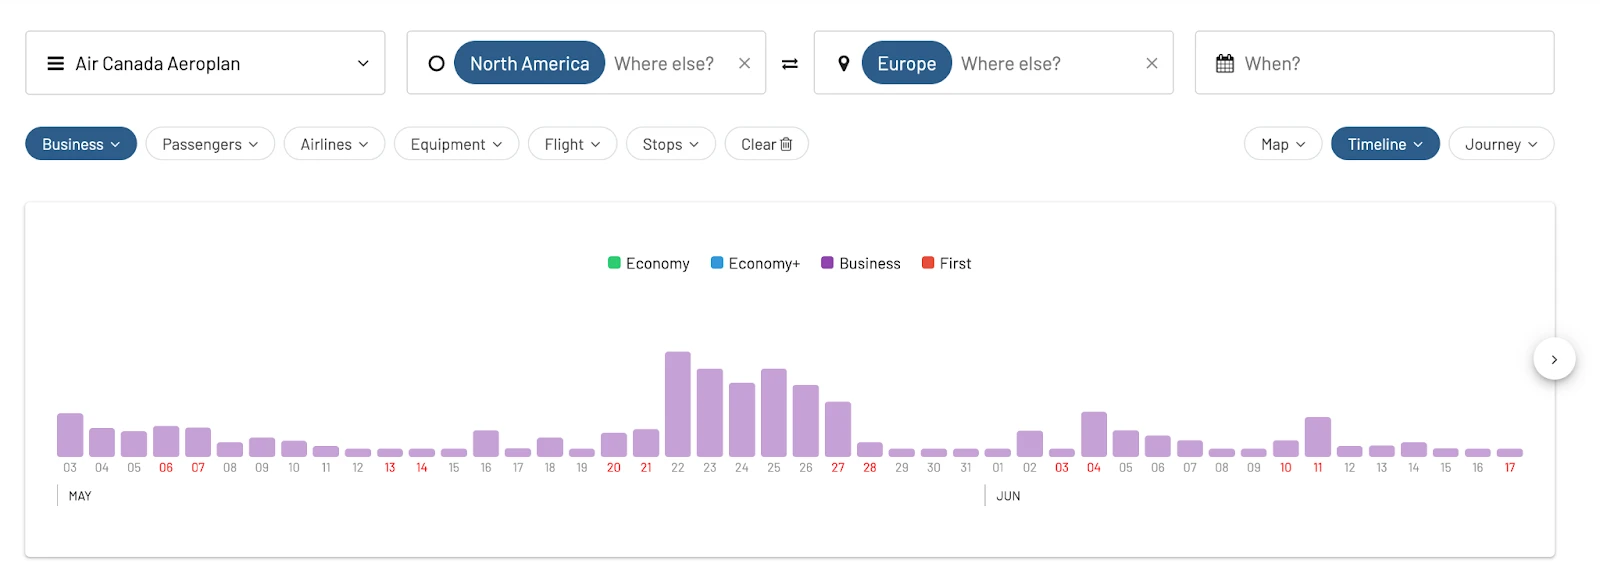 Air Canada Aeroplan North America Where else? Europe Where else? When?
Business Passengers Airlines Equipment Flight Stops Clear Map Timeline Journey
Economy Economy+ Business First
03 04 05 06 07 08 09 10 11 12 13 14 15 16 17 18 19 20 21 22 23 24 25 26 27 28 29 30 31 01 02 03 04 05 06 07 08 09 10 11 12 13 14 15 16 17
MAY JUN